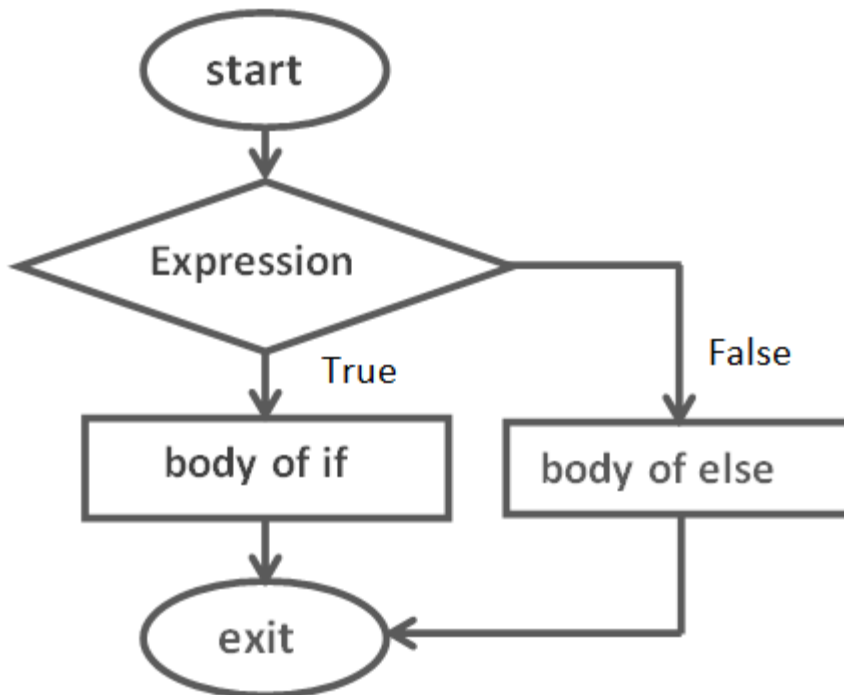 start
Expression
True
False
body of if
body of else
exit